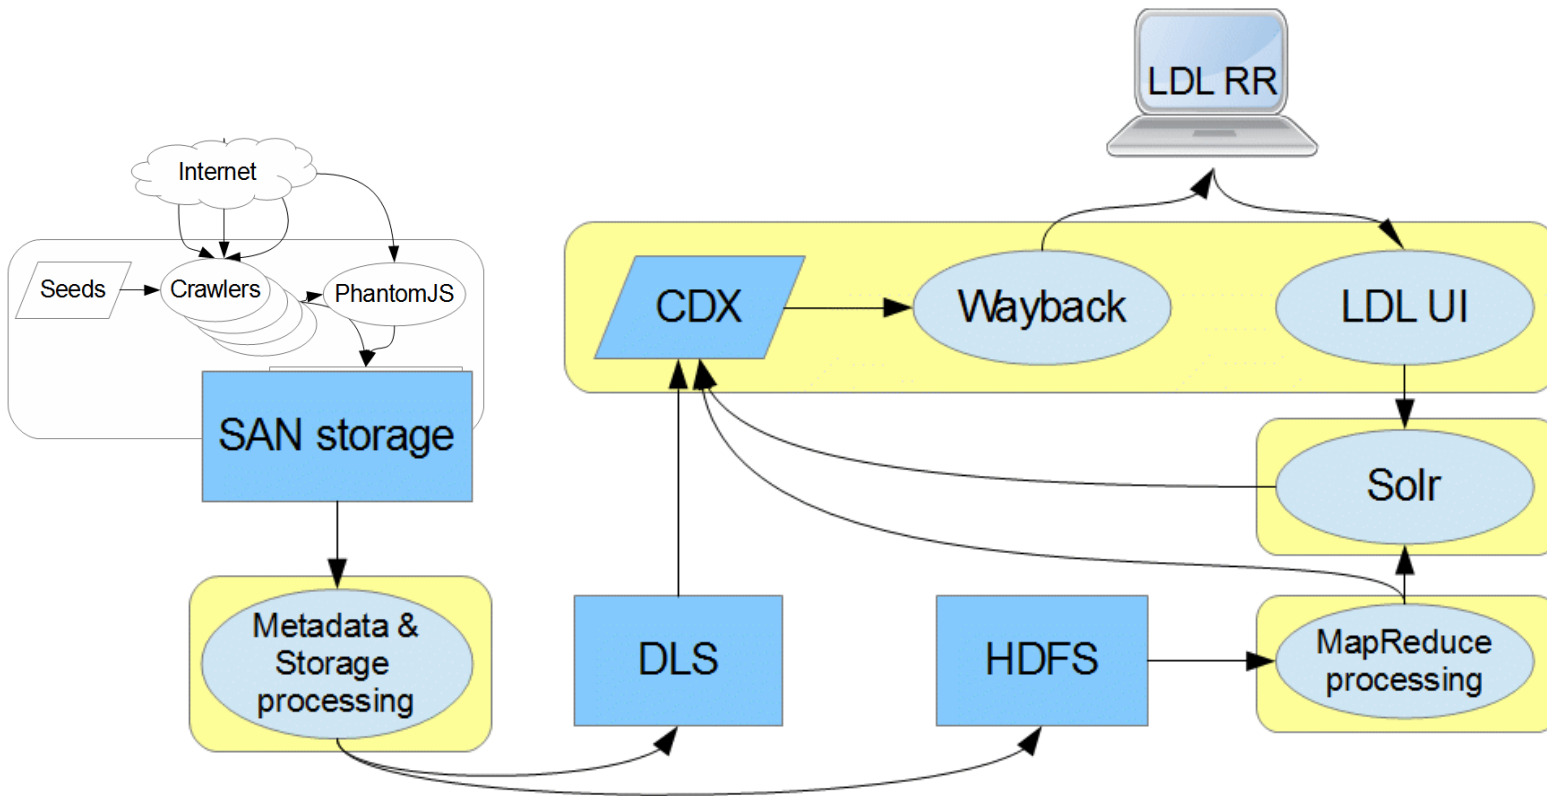 LDL RR
Internet
Seeds
Crawlers
PhantomJS
CDX
Wayback
LDL UI
SAN storage
Solr
Metadata &
Storage
processing
DLS
HDFS
MapReduce
processing